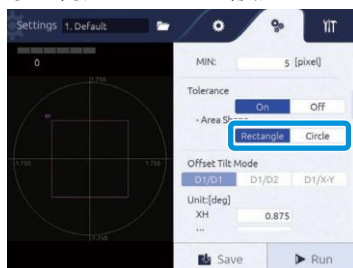 Settings 1. Default
0
MIN: 5 [pixel]
Tolerance
On Off
- Area Shape
Rectangle Circle
1.750
1.750 1.750
1.750
Offset Tilt Mode
D1/D1 D1/D2 D1/X-Y
Unit:[deg]
XH 0.875
Save Run